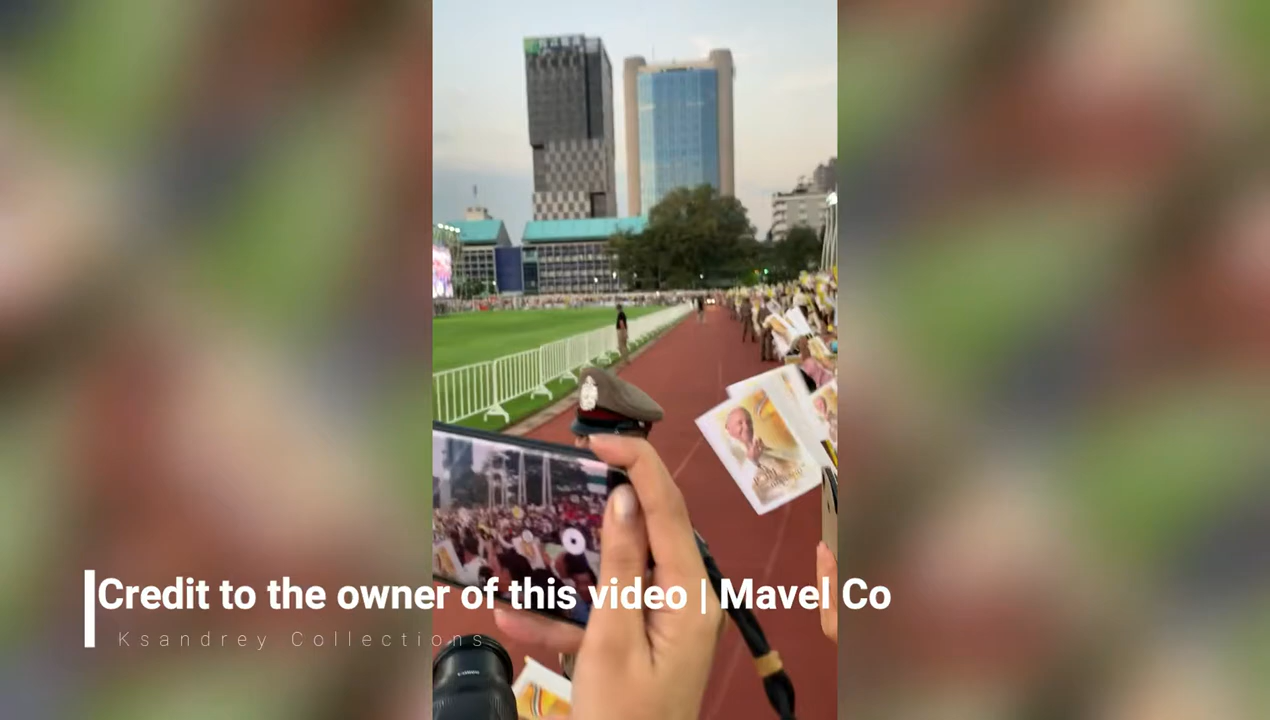 Credit to the owner of this video | Mavel Co
Ksandrey Collections